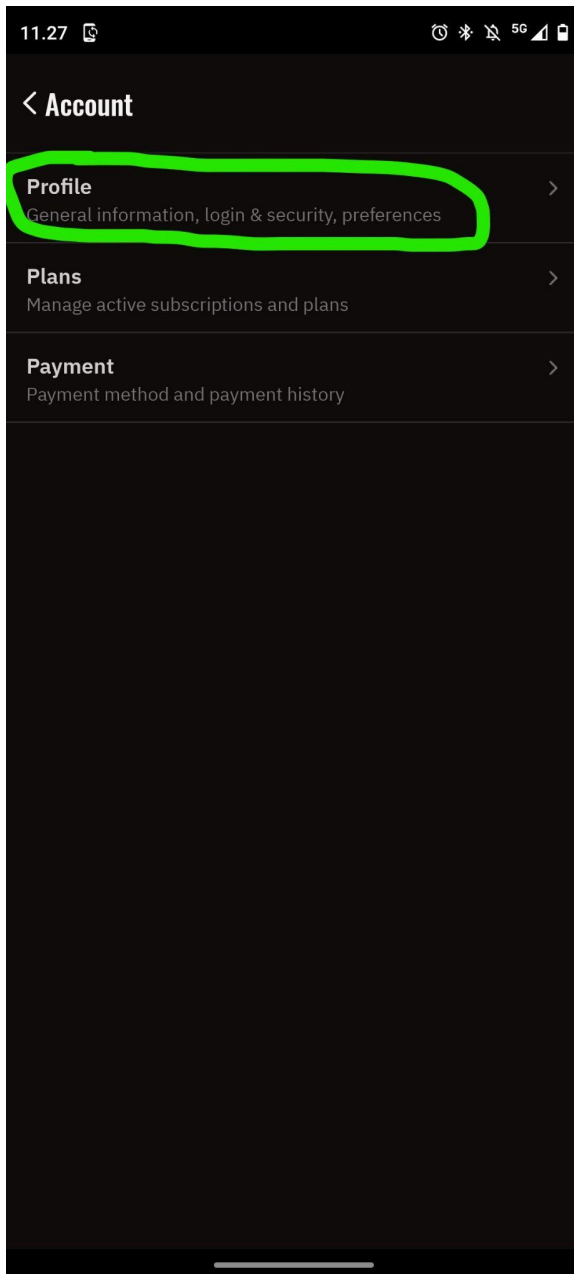 11.27
5G
Account
Profile
General information, login & security, preferences
Plans
Manage active subscriptions and plans
Payment
Payment method and payment history